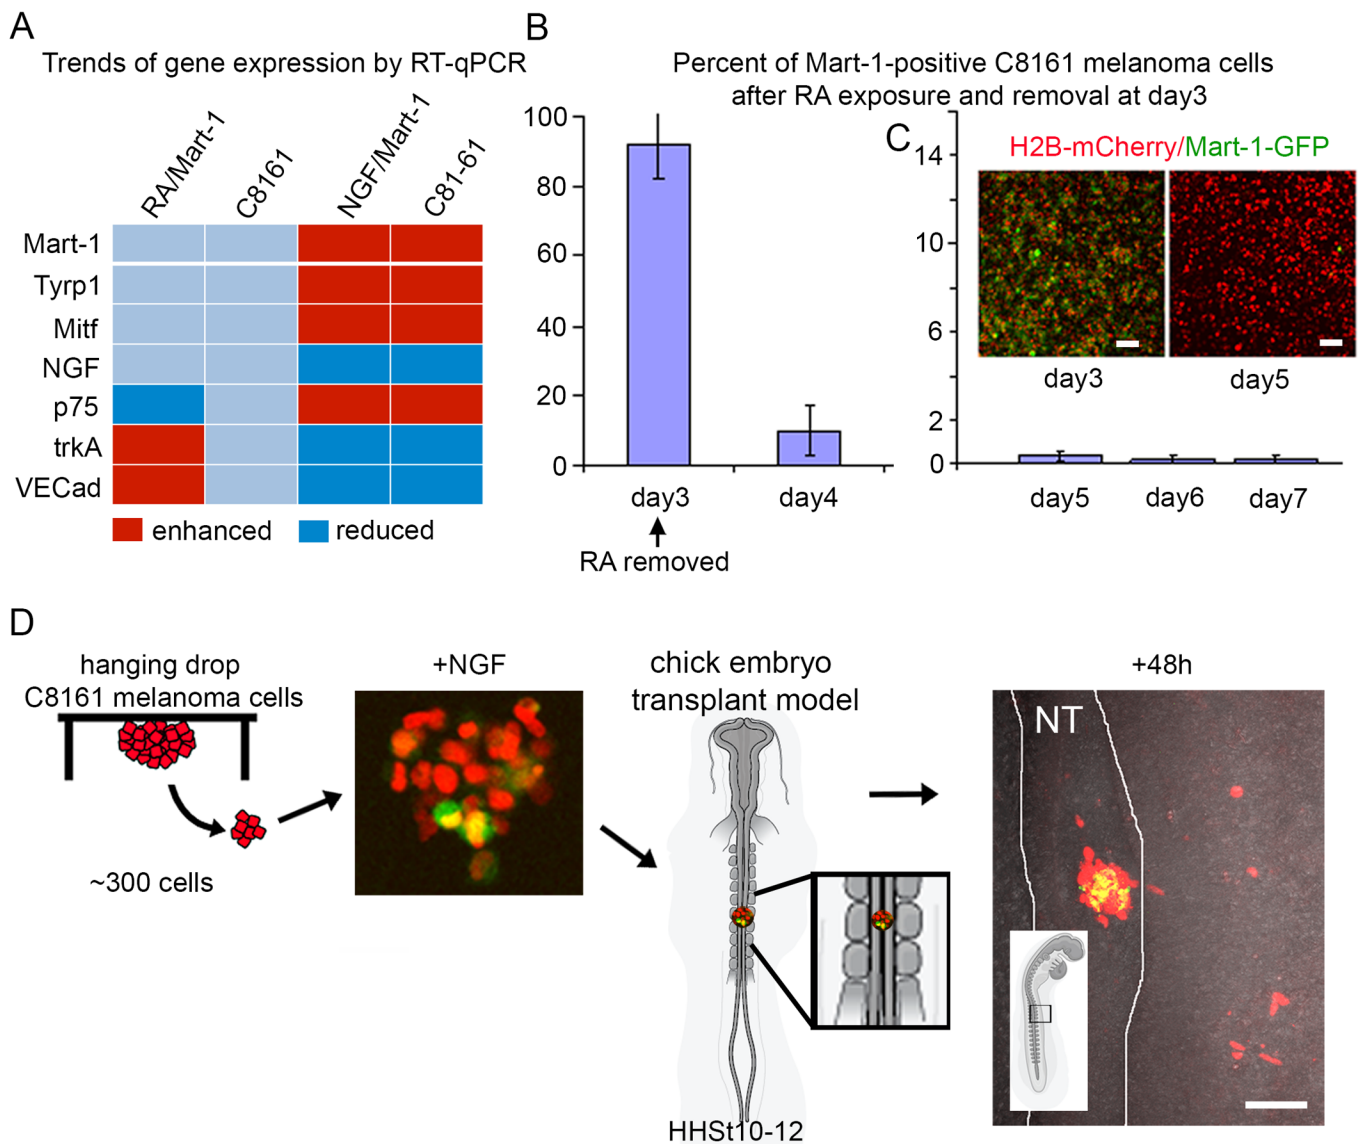 A
Trends of gene expression by RT-qPCR
RA/Mart-1
C8161
NGF/Mart-1
C81-61
Mart-1
Tyrp1
Mitf
NGF
p75
trkA
VECad
enhanced
reduced
B
Percent of Mart-1-positive C8161 melanoma cells
after RA exposure and removal at day3
100
80
60
40
20
0
day3
day4
RA removed
C
14
10
6
2
0
H2B-mCherry/Mart-1-GFP
day3
day5
day5
day6
day7
D
hanging drop
C8161 melanoma cells
~300 cells
+NGF
chick embryo
transplant model
HHSt10-12
+48h
NT